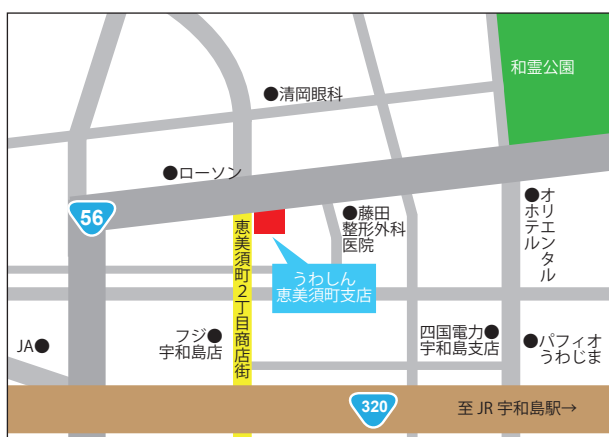 和霊公園
●清岡眼科
●ローソン
56
●藤田
整形外科
医院
●オリエンタル
ホテル
恵美須町2丁目商店街
うわしん
恵美須町支店
JA●
フジ●
宇和島店
四国電力●
宇和島支店
●パフィオ
うわじま
320
至 JR 宇和島駅→